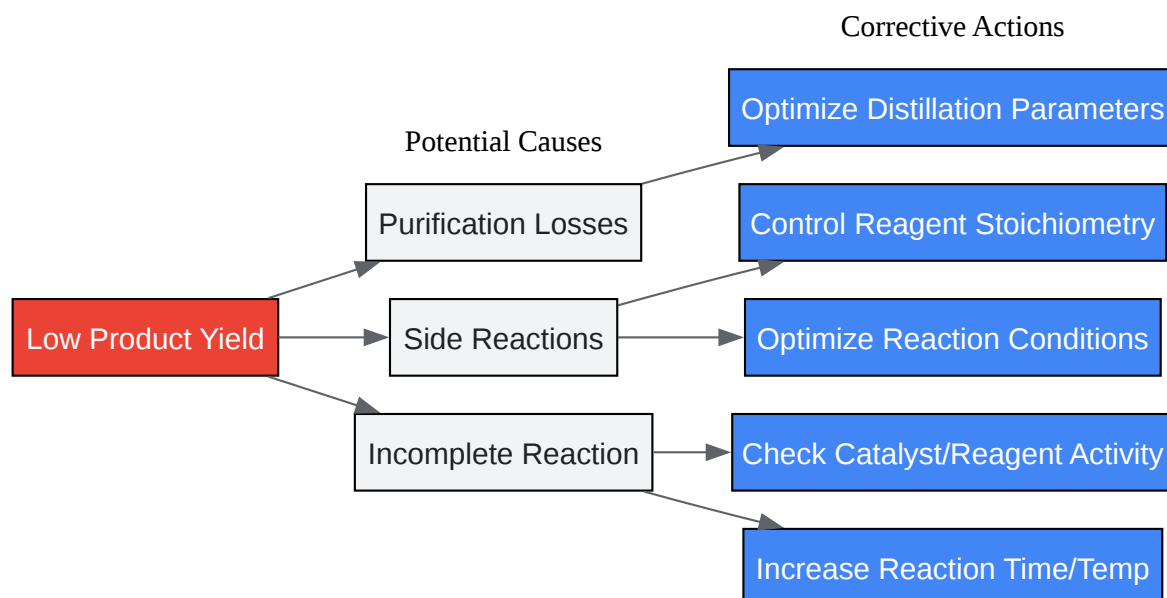 Corrective Actions
Optimize Distillation Parameters
Potential Causes
Purification Losses
Control Reagent Stoichiometry
Low Product Yield
Side Reactions
Optimize Reaction Conditions
Incomplete Reaction
Check Catalyst/Reagent Activity
Increase Reaction Time/Temp